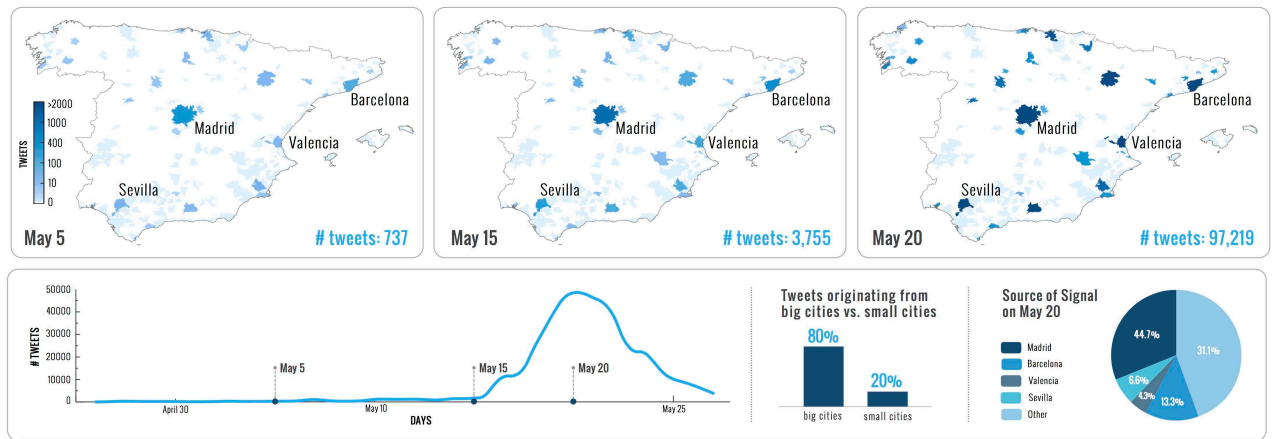 Barcelona
Madrid
Valencia
Sevilla
>2000
1000
400
100
10
0
TWEETS
May 5
# tweets: 737
Barcelona
Madrid
Valencia
Sevilla
May 15
# tweets: 3,755
Barcelona
Madrid
Valencia
Sevilla
May 20
# tweets: 97,219
50000
40000
30000
20000
10000
0
# TWEETS
May 5
May 15
May 20
April 30
May 10
May 25
DAYS
Tweets originating from
big cities vs. small cities
80%
20%
big cities
small cities
Source of Signal
on May 20
Madrid
Barcelona
Valencia
Sevilla
Other
44.7%
31.1%
6.6%
4.3%
13.3%